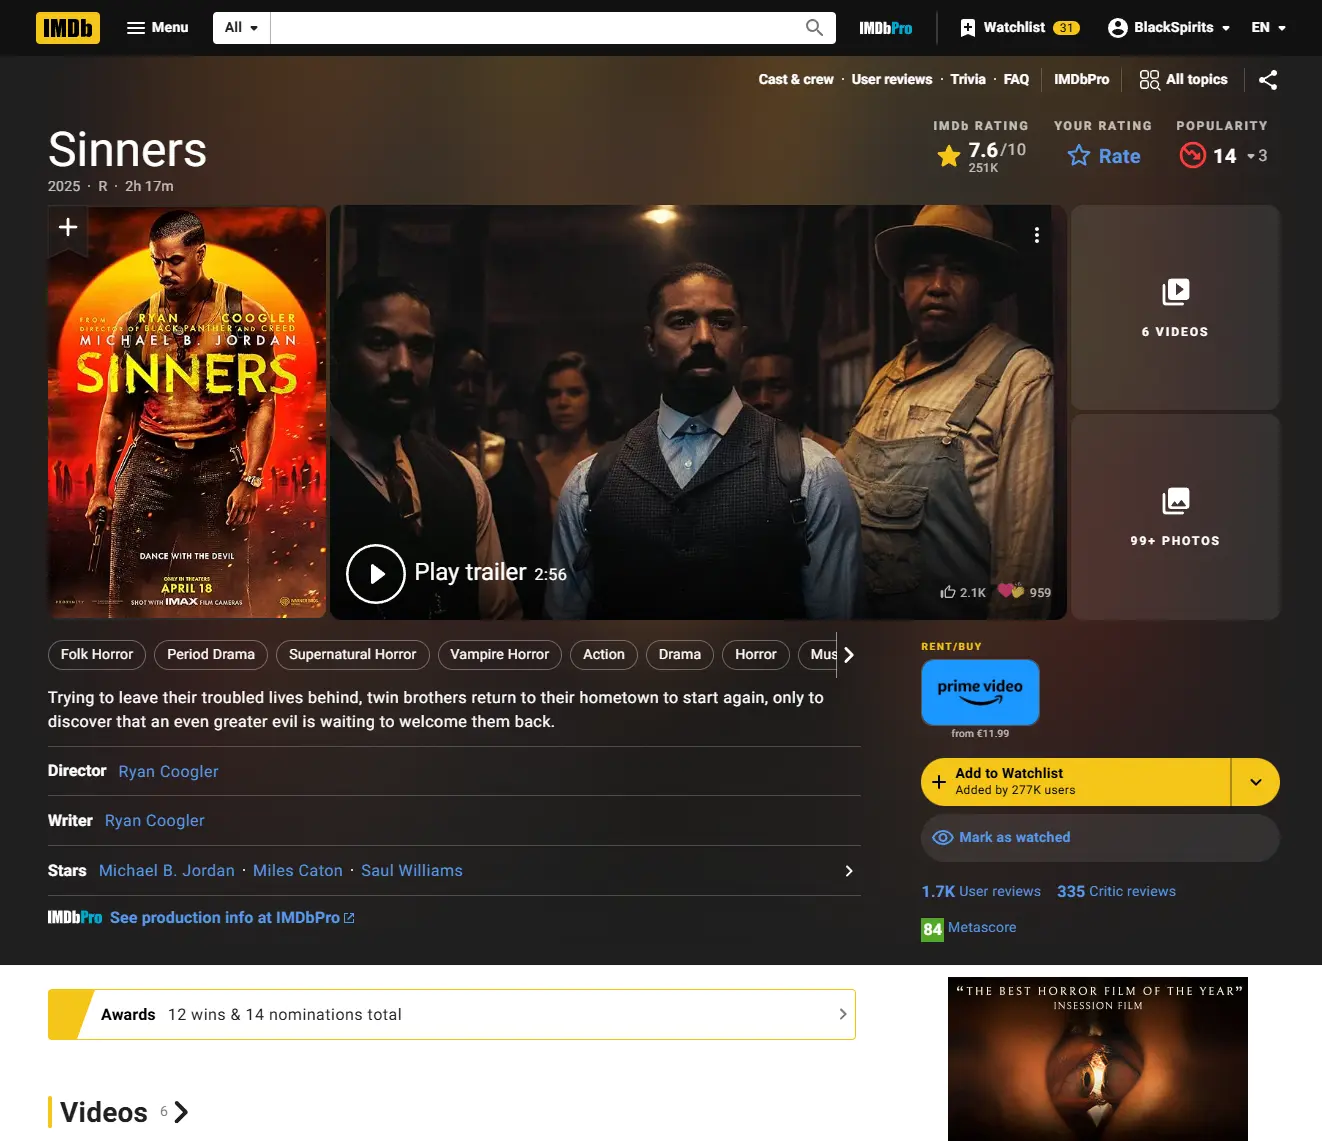 IMDb
Menu
All
IMDbPro
Watchlist 31
BlackSpirits
EN
Cast & crew · User reviews · Trivia · FAQ
IMDbPro
All topics
Sinners
2025 · R · 2h 17m
IMDb RATING
7.6/10
251K
YOUR RATING
Rate
POPULARITY
14
3
FROM RYAN COOGLER
DIRECTOR OF BLACK PANTHER AND CREED
MICHAEL B. JORDAN
SINNERS
DANCE WITH THE DEVIL
ONLY IN THEATERS
APRIL 18
SHOT WITH IMAX FILM CAMERAS
Play trailer 2:56
2.1K
959
6 VIDEOS
99+ PHOTOS
Folk Horror
Period Drama
Supernatural Horror
Vampire Horror
Action
Drama
Horror
Mus
Trying to leave their troubled lives behind, twin brothers return to their hometown to start again, only to
discover that an even greater evil is waiting to welcome them back.
Director Ryan Coogler
Writer Ryan Coogler
Stars Michael B. Jordan · Miles Caton · Saul Williams
IMDbPro See production info at IMDbPro
RENT/BUY
prime video
from €11.99
Add to Watchlist
Added by 277K users
Mark as watched
1.7K User reviews 335 Critic reviews
84 Metascore
Awards 12 wins & 14 nominations total
Videos 6
“THE BEST HORROR FILM OF THE YEAR”
INSESSION FILM